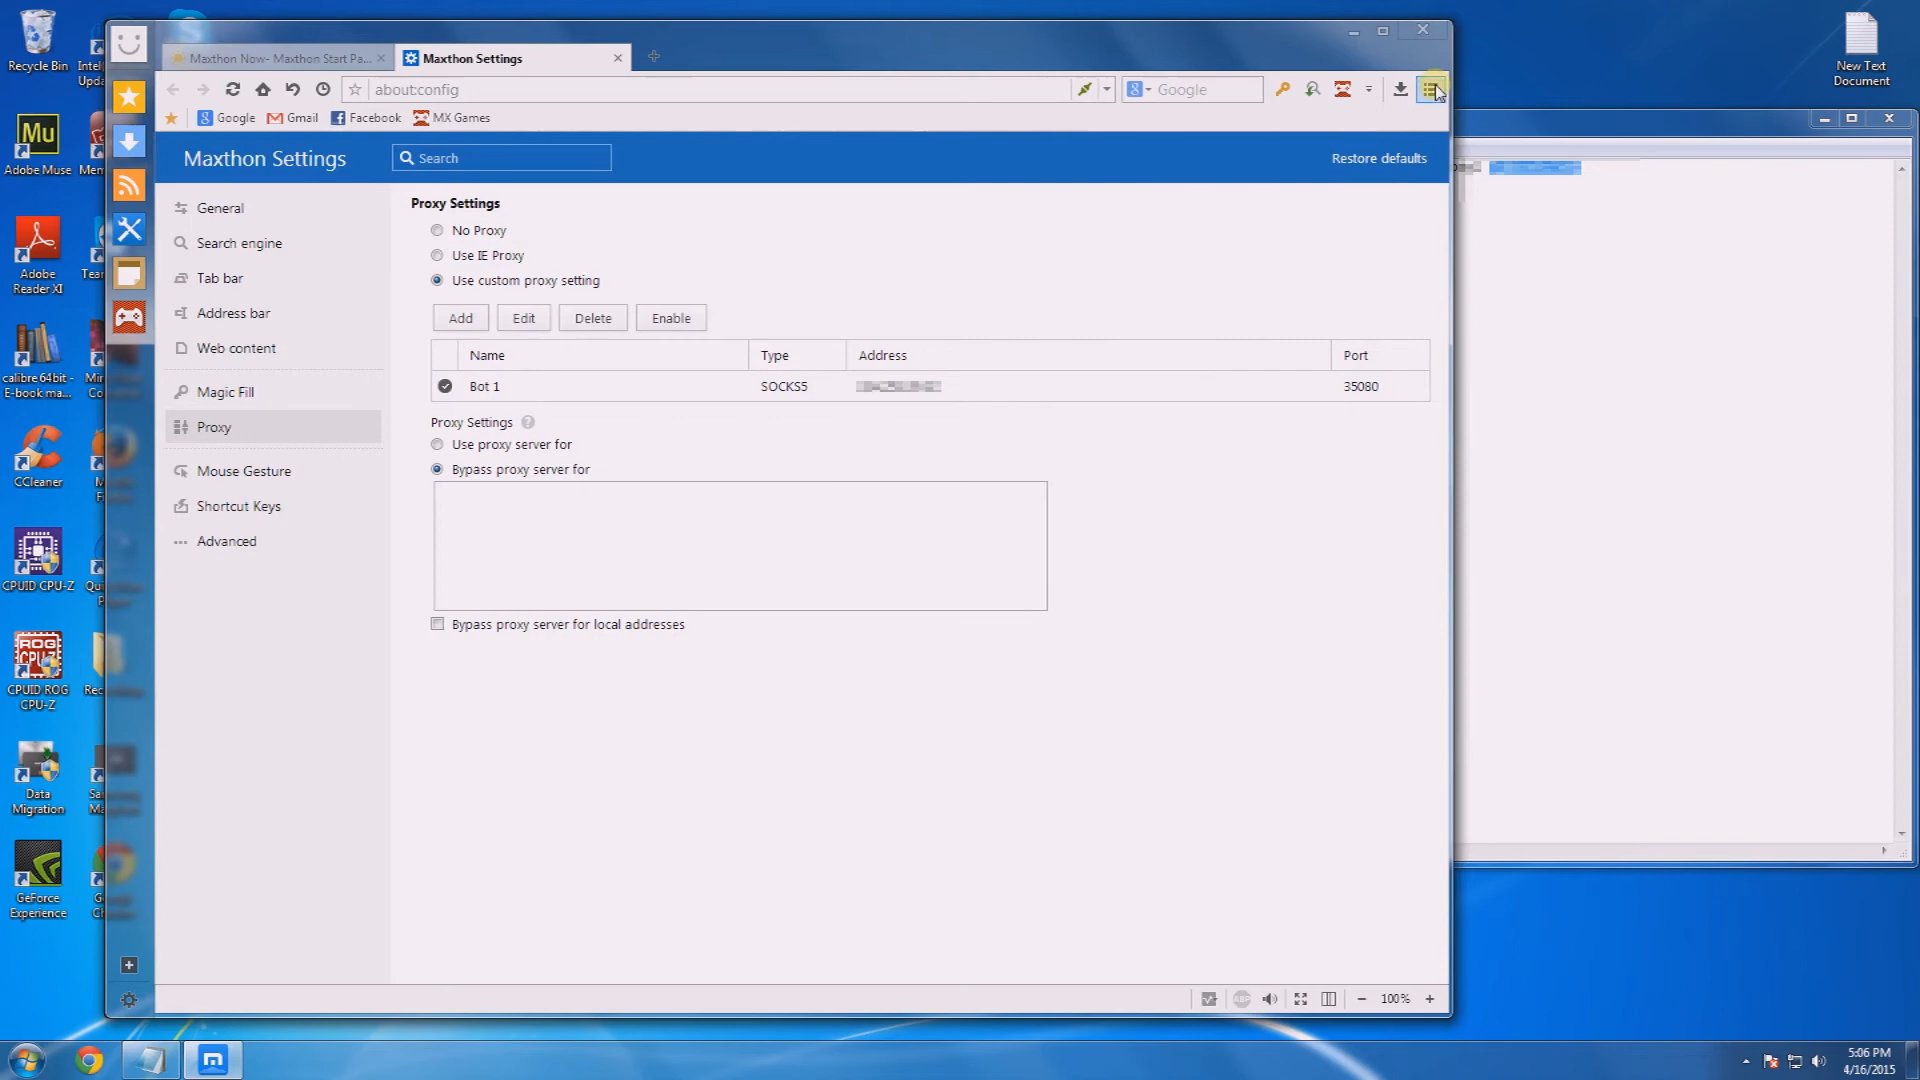 Recycle Bin
Adobe Muse
Adobe
Reader XI
calibre 64bit -
E-book ma...
CCleaner
CPUID CPU-Z
CPUID ROG
CPU-Z
Data
Migration
GeForce
Experience
New Text
Document
Maxthon Now- Maxthon Start Pa...
Maxthon Settings
about:config
Google
Google
Gmail
Facebook
MX Games
Maxthon Settings
Search
Restore defaults
General
Search engine
Tab bar
Address bar
Web content
Magic Fill
Proxy
Mouse Gesture
Shortcut Keys
Advanced
Proxy Settings
No Proxy
Use IE Proxy
Use custom proxy setting
Add
Edit
Delete
Enable
Name
Type
Address
Port
Bot 1
SOCKS5
35080
Proxy Settings
Use proxy server for
Bypass proxy server for
Bypass proxy server for local addresses
100%
5:06 PM
4/16/2015